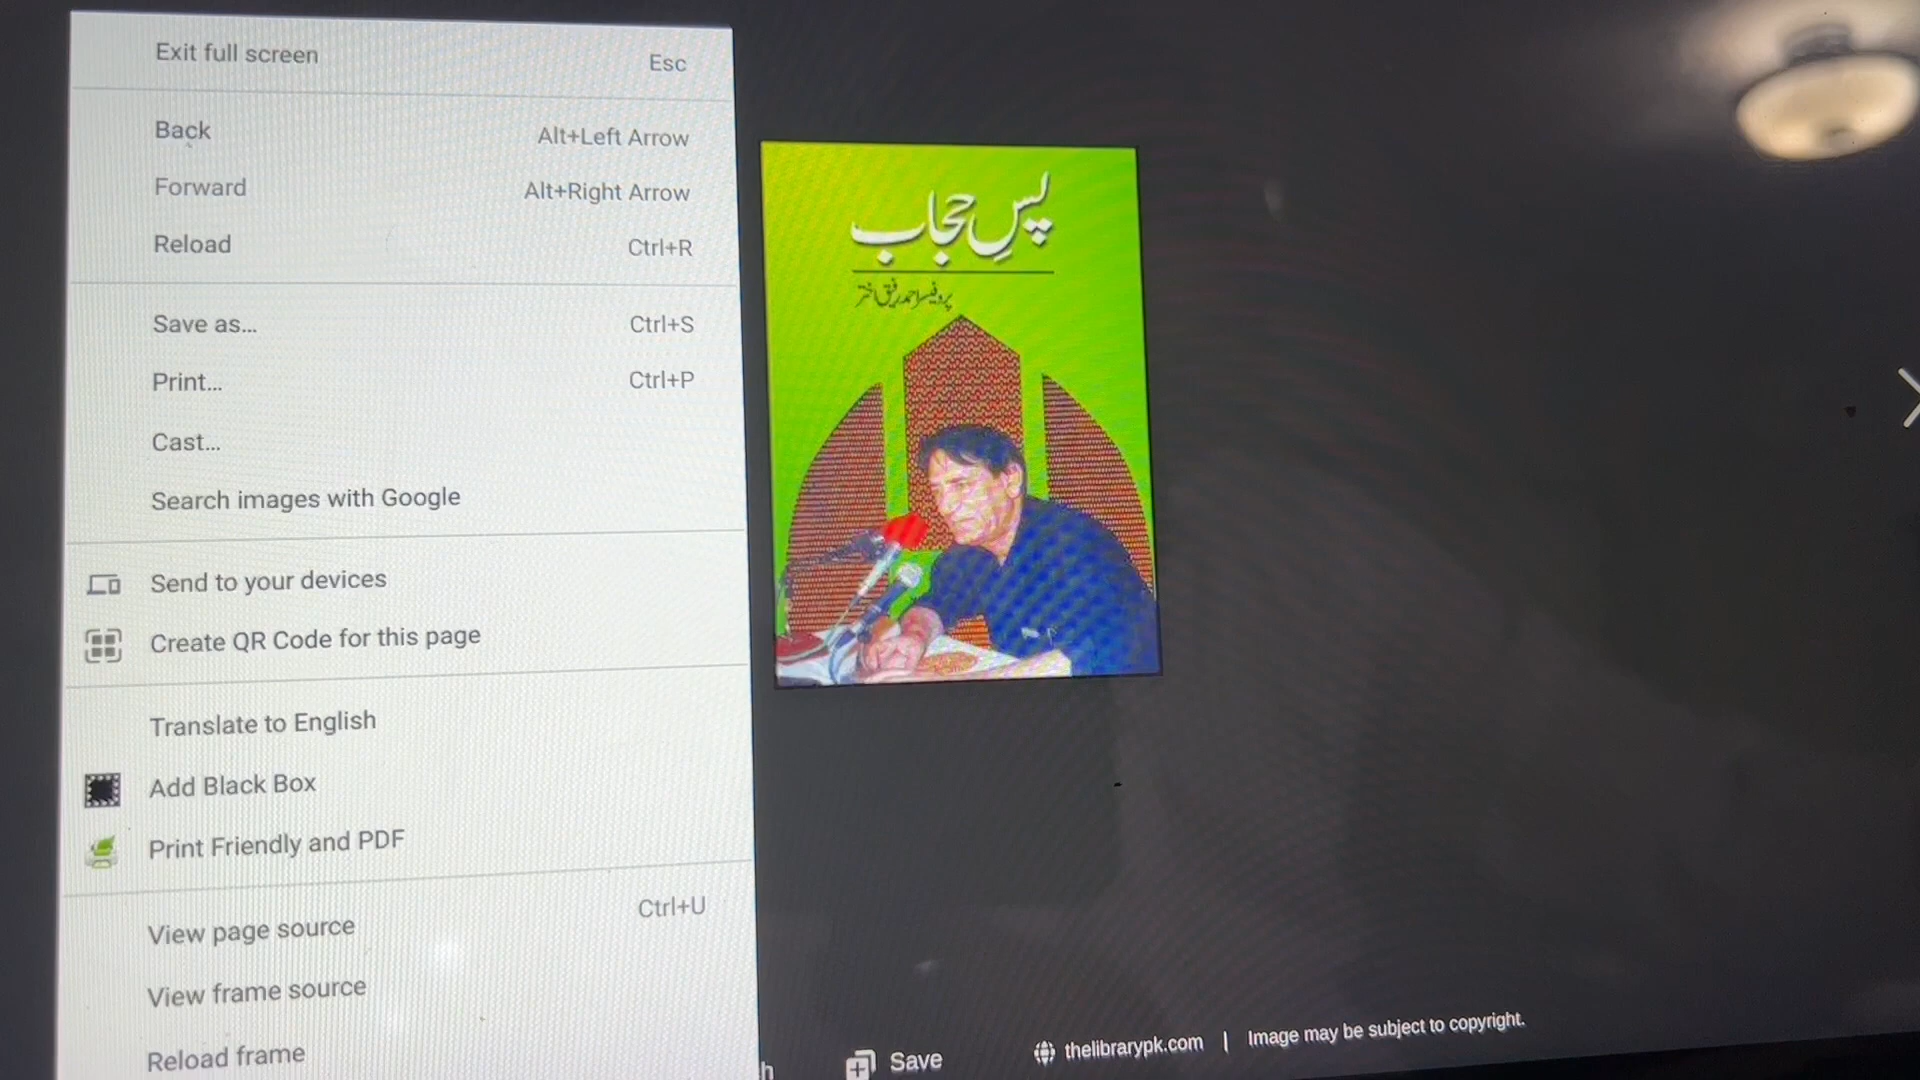 Exit full screen Esc
Back Alt+Left Arrow
Forward Alt+Right Arrow
Reload Ctrl+R
Save as... Ctrl+S
Print... Ctrl+P
Cast...
Search images with Google
Send to your devices
Create QR Code for this page
Translate to English
Add Black Box
Print Friendly and PDF
View page source Ctrl+U
View frame source
Reload frame
پسِ حجاب
پروفیسر احمد رفیق اختر
h Save thelibrarypk.com | Image may be subject to copyright.